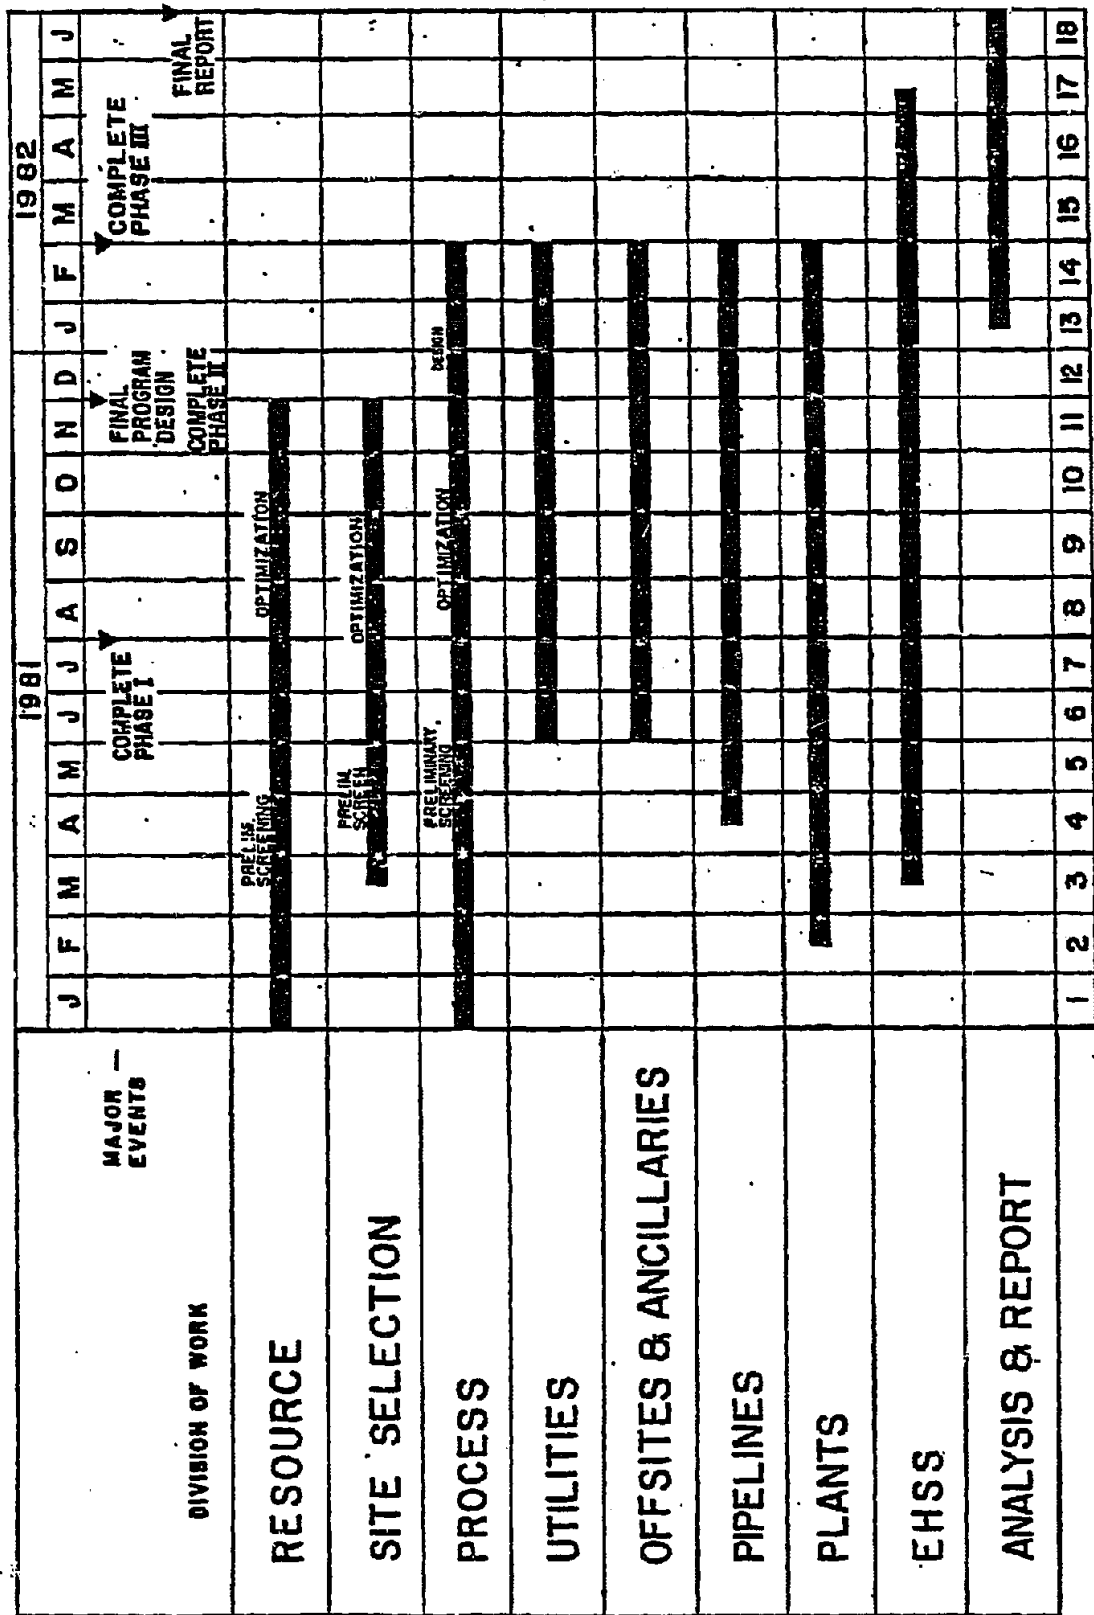 1981 1982
J F M A M J J A S O N D J F M A M J
MAJOR —
EVENTS
COMPLETE
PHASE I
FINAL
PROGRAM
DESIGN
COMPLETE
PHASE II
COMPLETE
PHASE III
FINAL
REPORT
DIVISION OF WORK
RESOURCE
PRELIM.
SCREENING
OPTIMIZATION
SITE SELECTION
PRELIM.
SCREEN
OPTIMIZATION
PROCESS
PRELIMINARY
SCREENING
OPTIMIZATION
DESIGN
UTILITIES
OFFSITES & ANCILLARIES
PIPELINES
PLANTS
EHSS
ANALYSIS & REPORT
1 2 3 4 5 6 7 8 9 10 11 12 13 14 15 16 17 18